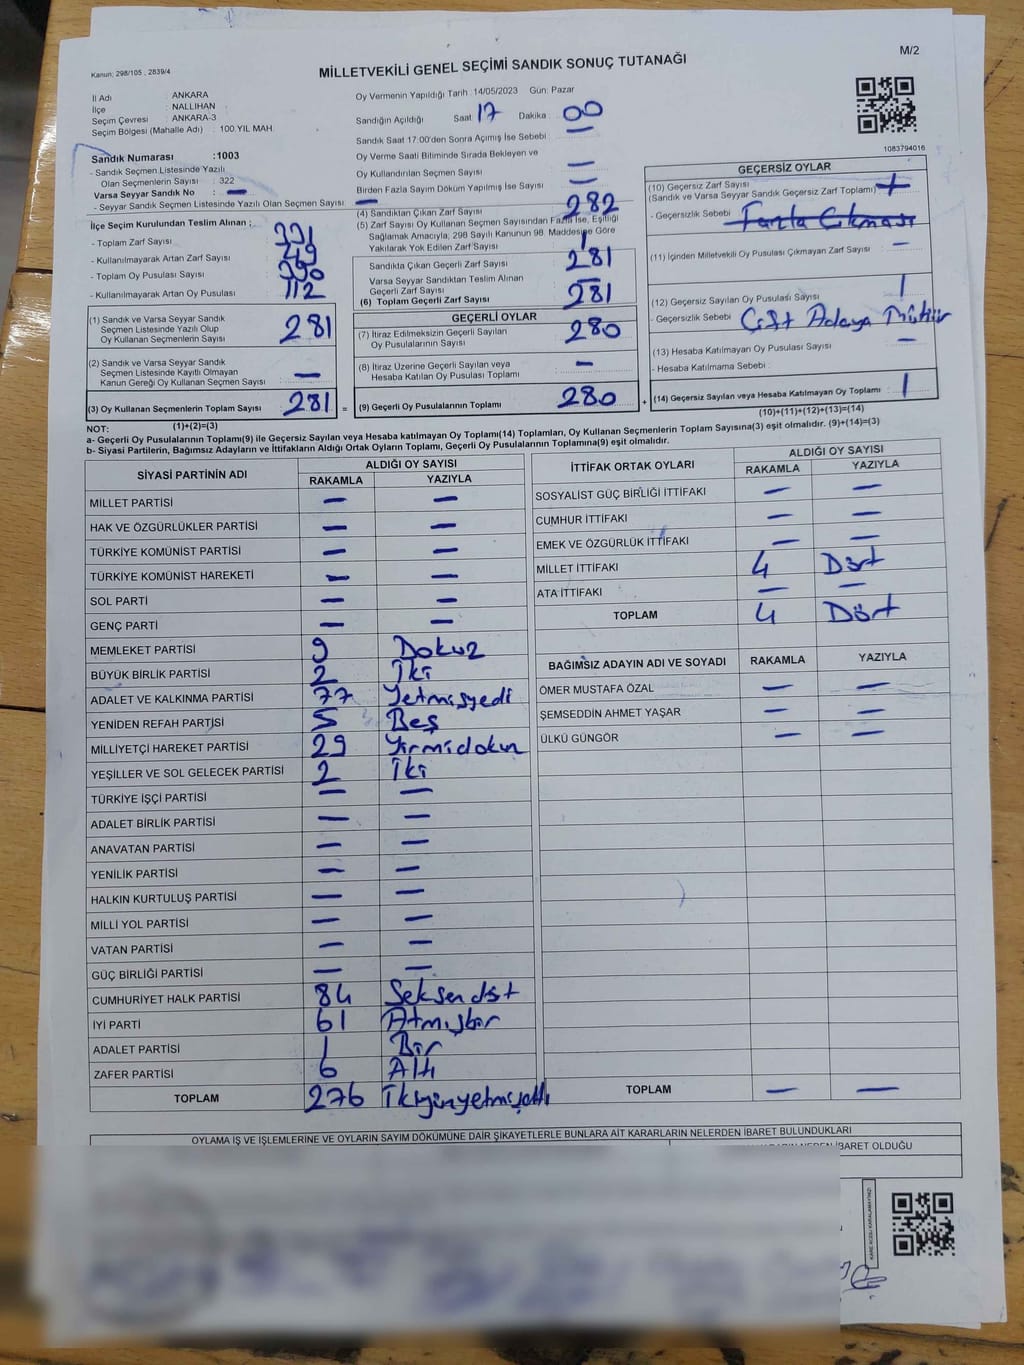 M/2
Kanun: 298/105 , 2839/4
MİLLETVEKİLİ GENEL SEÇİMİ SANDIK SONUÇ TUTANAĞI
İl Adı : ANKARA
İlçe : NALLIHAN
Seçim Çevresi : ANKARA-3
Seçim Bölgesi (Mahalle Adı) : 100.YIL MAH.
Oy Vermenin Yapıldığı Tarih :14/05/2023 Gün: Pazar
Sandığın Açıldığı Saat : 17 Dakika : 00
Sandık Saat 17:00'den Sonra Açımış İse Sebebi : —
Oy Verme Saati Bitiminde Sırada Bekleyen ve
Oy Kullandırılan Seçmen Sayısı —
Birden Fazla Sayım Döküm Yapılmış İse Sayısı —
1083794016
Sandık Numarası :1003
- Sandık Seçmen Listesinde Yazılı
Olan Seçmenlerin Sayısı : 322
Varsa Seyyar Sandık No : —
- Seyyar Sandık Seçmen Listesinde Yazılı Olan Seçmen Sayısı : —
İlçe Seçim Kurulundan Teslim Alınan :
- Toplam Zarf Sayısı 331
- Kullanılmayarak Artan Zarf Sayısı 49
- Toplam Oy Pusulası Sayısı 390
- Kullanılmayarak Artan Oy Pusulası 112
(1) Sandık ve Varsa Seyyar Sandık
Seçmen Listesinde Yazılı Olup
Oy Kullanan Seçmenlerin Sayısı 281
(2) Sandık ve Varsa Seyyar Sandık
Seçmen Listesinde Kayıtlı Olmayan
Kanun Gereği Oy Kullanan Seçmen Sayısı —
(3) Oy Kullanan Seçmenlerin Toplam Sayısı 281 =
(1)+(2)=(3)
(4) Sandıktan Çıkan Zarf Sayısı 282
(5) Zarf Sayısı Oy Kullanan Seçmen Sayısından Fazla İse, Eşitliği
Sağlamak Amacıyla, 298 Sayılı Kanunun 98. Maddesine Göre
Yakılarak Yok Edilen Zarf Sayısı 1
Sandıkta Çıkan Geçerli Zarf Sayısı 281
Varsa Seyyar Sandıktan Teslim Alınan
Geçerli Zarf Sayısı —
(6) Toplam Geçerli Zarf Sayısı 281
GEÇERLİ OYLAR
(7) İtiraz Edilmeksizin Geçerli Sayılan
Oy Pusulalarının Sayısı 280
(8) İtiraz Üzerine Geçerli Sayılan veya
Hesaba Katılan Oy Pusulası Toplamı —
(9) Geçerli Oy Pusulalarının Toplamı 280 +
GEÇERSİZ OYLAR
(10) Geçersiz Zarf Sayısı
(Sandık ve Varsa Seyyar Sandık Geçersiz Zarf Toplamı)
- Geçersizlik Sebebi Fazla Çıkması
(11) İçinden Milletvekili Oy Pusulası Çıkmayan Zarf Sayısı —
(12) Geçersiz Sayılan Oy Pusulası Sayısı 1
- Geçersizlik Sebebi Çift Adaya Mühür
(13) Hesaba Katılmayan Oy Pusulası Sayısı —
- Hesaba Katılmama Sebebi :
(14) Geçersiz Sayılan veya Hesaba Katılmayan Oy Toplamı 1
(10)+(11)+(12)+(13)=(14)
NOT:
a- Geçerli Oy Pusulalarının Toplamı(9) ile Geçersiz Sayılan veya Hesaba katılmayan Oy Toplamı(14) Toplamları, Oy Kullanan Seçmenlerin Toplam Sayısına(3) eşit olmalıdır. (9)+(14)=(3)
b- Siyasi Partilerin, Bağımsız Adayların ve İttifakların Aldığı Ortak Oyların Toplamı, Geçerli Oy Pusulalarının Toplamına(9) eşit olmalıdır.
SİYASİ PARTİNİN ADI ALDIĞI OY SAYISI
RAKAMLA YAZIYLA
MİLLET PARTİSİ — —
HAK VE ÖZGÜRLÜKLER PARTİSİ — —
TÜRKİYE KOMÜNİST PARTİSİ — —
TÜRKİYE KOMÜNİST HAREKETİ — —
SOL PARTİ — —
GENÇ PARTİ — —
MEMLEKET PARTİSİ 9 Dokuz
BÜYÜK BİRLİK PARTİSİ 2 İki
ADALET VE KALKINMA PARTİSİ 77 Yetmişyedi
YENİDEN REFAH PARTİSİ 5 Beş
MİLLİYETÇİ HAREKET PARTİSİ 29 Yirmidokuz
YEŞİLLER VE SOL GELECEK PARTİSİ 2 İki
TÜRKİYE İŞÇİ PARTİSİ — —
ADALET BİRLİK PARTİSİ — —
ANAVATAN PARTİSİ — —
YENİLİK PARTİSİ — —
HALKIN KURTULUŞ PARTİSİ — —
MİLLİ YOL PARTİSİ — —
VATAN PARTİSİ — —
GÜÇ BİRLİĞİ PARTİSİ — —
CUMHURİYET HALK PARTİSİ 84 Seksendört
İYİ PARTİ 61 Atmışbir
ADALET PARTİSİ 1 Bir
ZAFER PARTİSİ 6 Altı
TOPLAM 276 İkiyüzyetmişaltı
İTTİFAK ORTAK OYLARI ALDIĞI OY SAYISI
RAKAMLA YAZIYLA
SOSYALİST GÜÇ BİRLİĞİ İTTİFAKI — —
CUMHUR İTTİFAKI — —
EMEK VE ÖZGÜRLÜK İTTİFAKI — —
MİLLET İTTİFAKI 4 Dört
ATA İTTİFAKI — —
TOPLAM 4 Dört
BAĞIMSIZ ADAYIN ADI VE SOYADI RAKAMLA YAZIYLA
ÖMER MUSTAFA ÖZAL — —
ŞEMSEDDİN AHMET YAŞAR — —
ÜLKÜ GÜNGÖR — —
TOPLAM — —
OYLAMA İŞ VE İŞLEMLERİNE VE OYLARIN SAYIM DÖKÜMÜNE DAİR ŞİKAYETLERLE BUNLARA AİT KARARLARIN NELERDEN İBARET BULUNDUKLARI
İBARET OLDUĞU